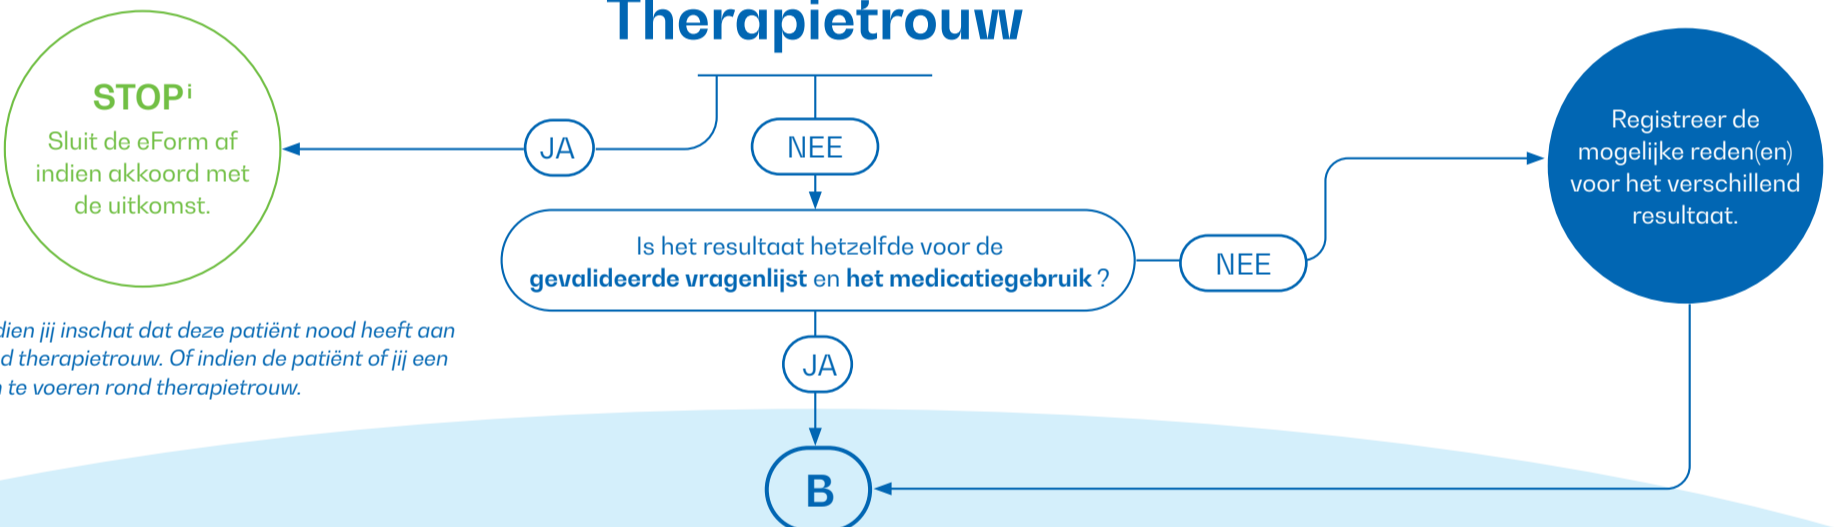 Therapietrouw
STOP i
Sluit de eForm af
indien akkoord met
de uitkomst.
JA
NEE
Registreer de
mogelijke reden(en)
voor het verschillend
resultaat.
Is het resultaat hetzelfde voor de
gevalideerde vragenlijst en het medicatiegebruik ?
NEE
jij inschat dat deze patiënt nood heeft aan
therapietrouw. Of indien de patiënt of jij een
te voeren rond therapietrouw.
JA
B